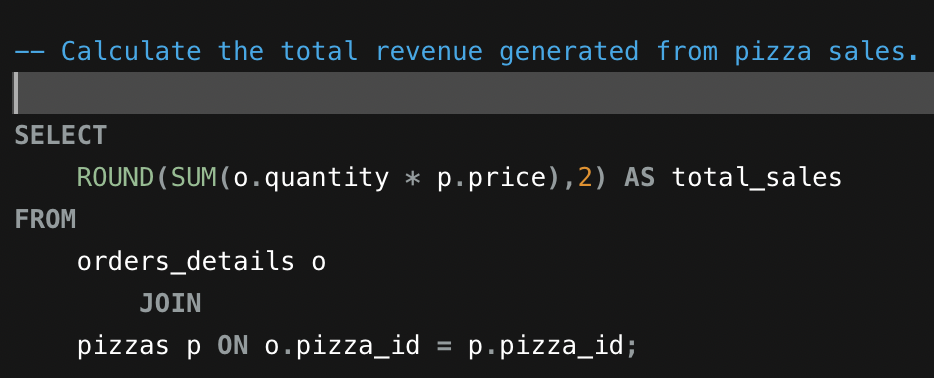 -- Calculate the total revenue generated from pizza sales.
SELECT
    ROUND(SUM(o.quantity * p.price),2) AS total_sales
FROM
    orders_details o
        JOIN
    pizzas p ON o.pizza_id = p.pizza_id;